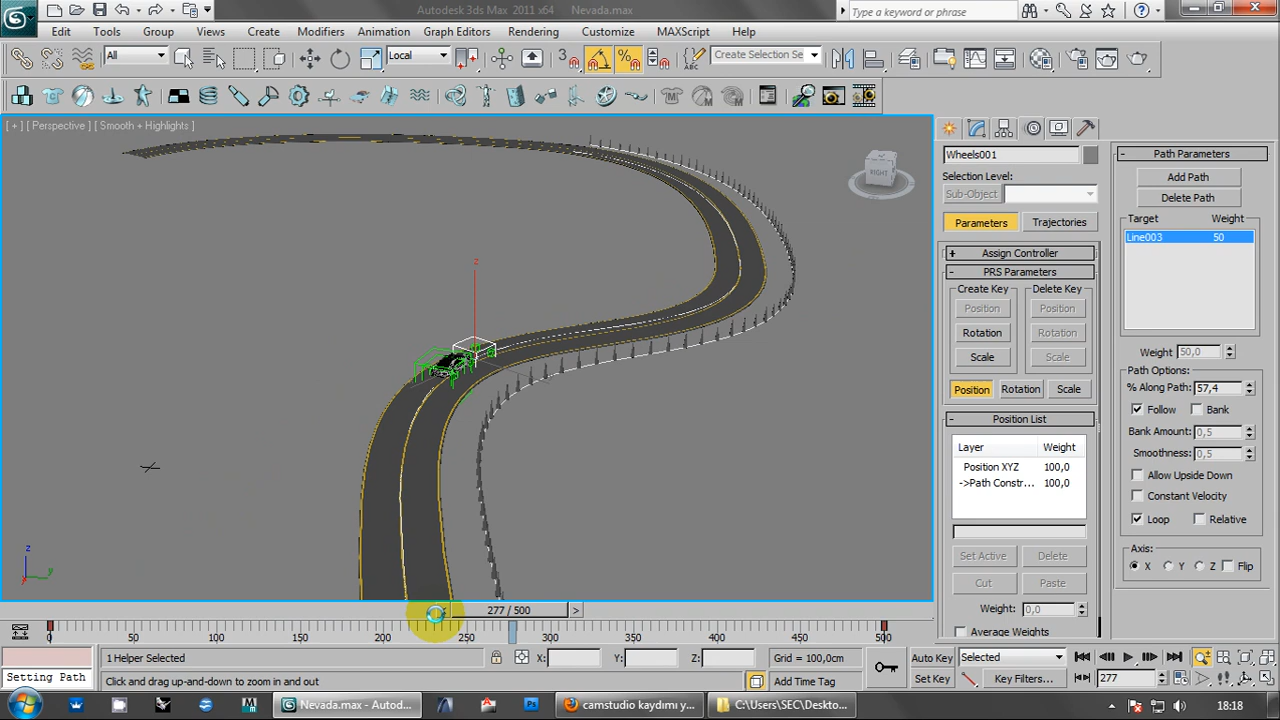 Autodesk 3ds Max 2011 x64 Nevada.max
Type a keyword or phrase
Edit Tools Group Views Create Modifiers Animation Graph Editors Rendering Customize MAXScript Help
All Local Create Selection Se
[ + ] [ Perspective ] [ Smooth + Highlights ]
RIGHT
z
z
y
x
Wheels001
Selection Level:
Sub-Object
Parameters Trajectories
+ Assign Controller
- PRS Parameters
Create Key Delete Key
Position Position
Rotation Rotation
Scale Scale
Position Rotation Scale
- Position List
Layer Weight
Position XYZ 100,0
->Path Constr... 100,0
Set Active Delete
Cut Paste
Weight: 0,0
Average Weights
- Path Parameters
Add Path
Delete Path
Target Weight
Line003 50
Weight 50,0
Path Options:
% Along Path: 57,4
Follow Bank
Bank Amount: 0,5
Smoothness: 0,5
Allow Upside Down
Constant Velocity
Loop Relative
Axis:
X Y Z Flip
277 / 500 >
0 50 100 150 200 250 300 350 400 450 500
1 Helper Selected X: Y: Z: Grid = 100,0cm Auto Key Selected
Setting Path Click and drag up-and-down to zoom in and out Add Time Tag Set Key Key Filters... 277
Nevada.max - Autod... camstudio kaydımı y... C:\Users\SEC\Deskto... 18:18